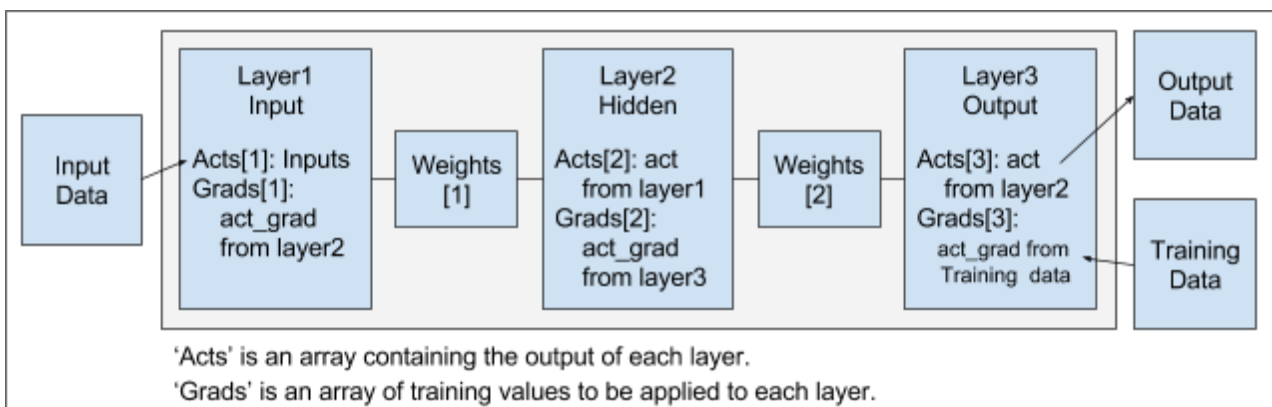 Input
Data
Layer1
Input
Acts[1]: Inputs
Grads[1]:
act_grad
from layer2
Weights
[1]
Layer2
Hidden
Acts[2]: act
from layer1
Grads[2]:
act_grad
from layer3
Weights
[2]
Layer3
Output
Acts[3]: act
from layer2
Grads[3]:
act_grad from
Training data
Output
Data
Training
Data
‘Acts’ is an array containing the output of each layer.
‘Grads’ is an array of training values to be applied to each layer.